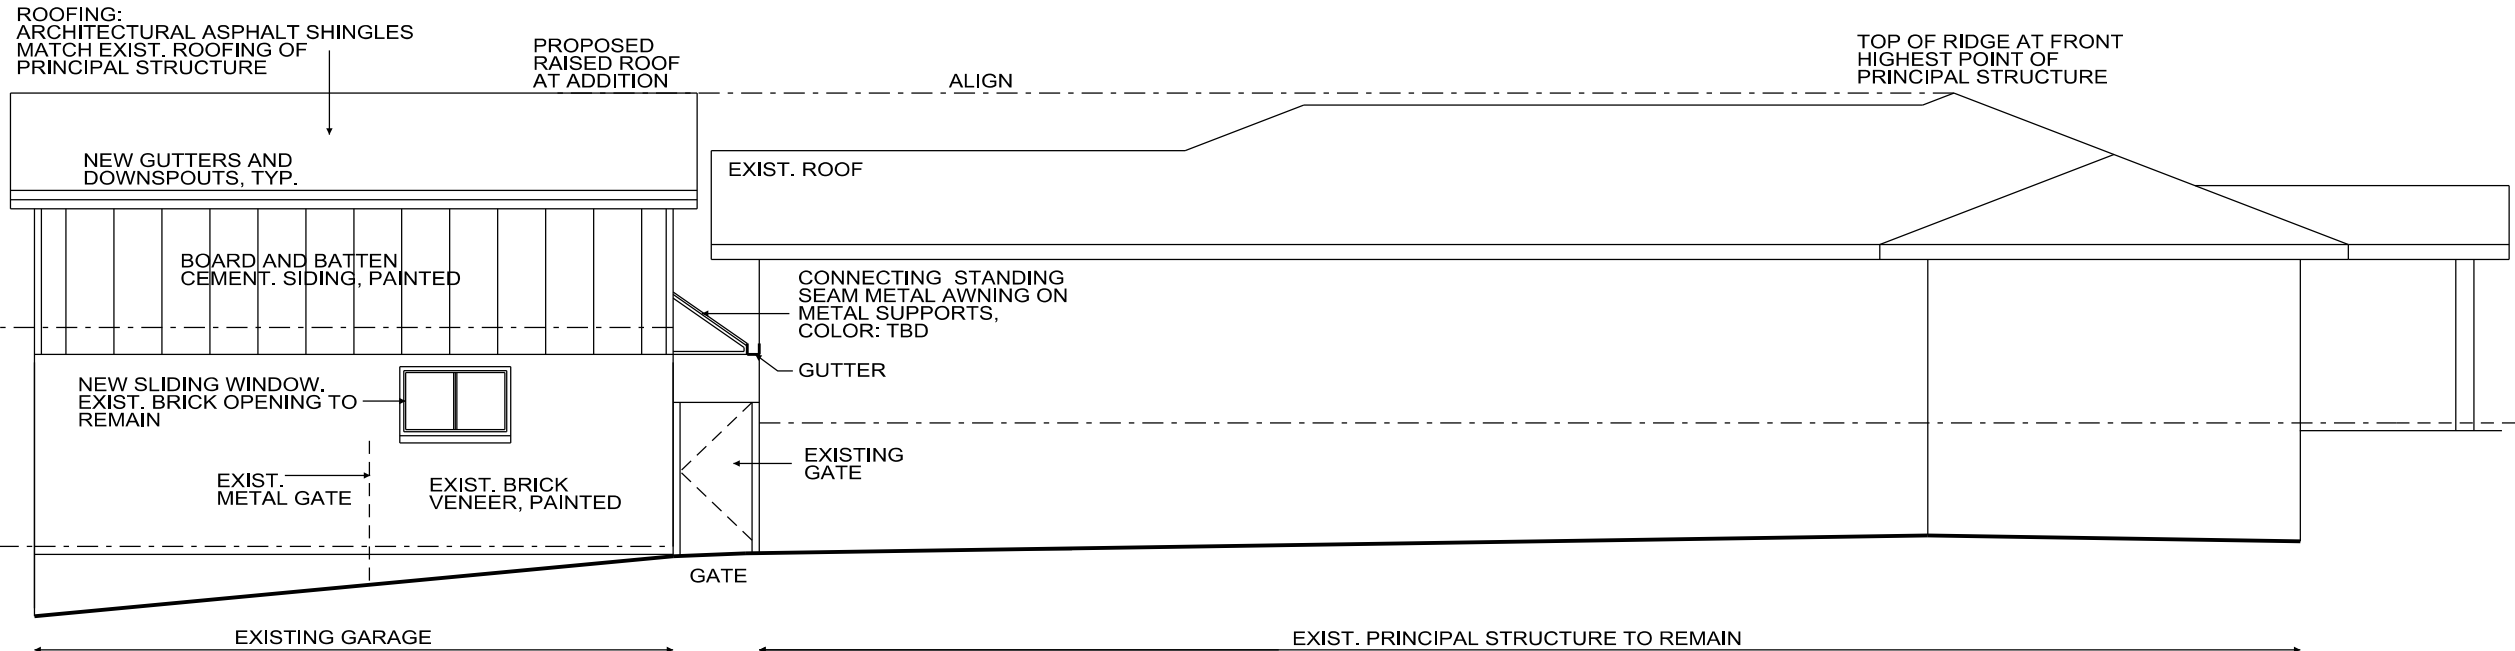 ROOFING:
ARCHITECTURAL ASPHALT SHINGLES
MATCH EXIST. ROOFING OF
PRINCIPAL STRUCTURE
PROPOSED
RAISED ROOF
AT ADDITION
ALIGN
TOP OF RIDGE AT FRONT
HIGHEST POINT OF
PRINCIPAL STRUCTURE
NEW GUTTERS AND
DOWNSPOUTS, TYP.
EXIST. ROOF
BOARD AND BATTEN
CEMENT. SIDING, PAINTED
CONNECTING STANDING
SEAM METAL AWNING ON
METAL SUPPORTS,
COLOR: TBD
GUTTER
NEW SLIDING WINDOW.
EXIST. BRICK OPENING TO
REMAIN
EXISTING
GATE
EXIST.
METAL GATE
EXIST. BRICK
VENEER, PAINTED
GATE
EXISTING GARAGE
EXIST. PRINCIPAL STRUCTURE TO REMAIN